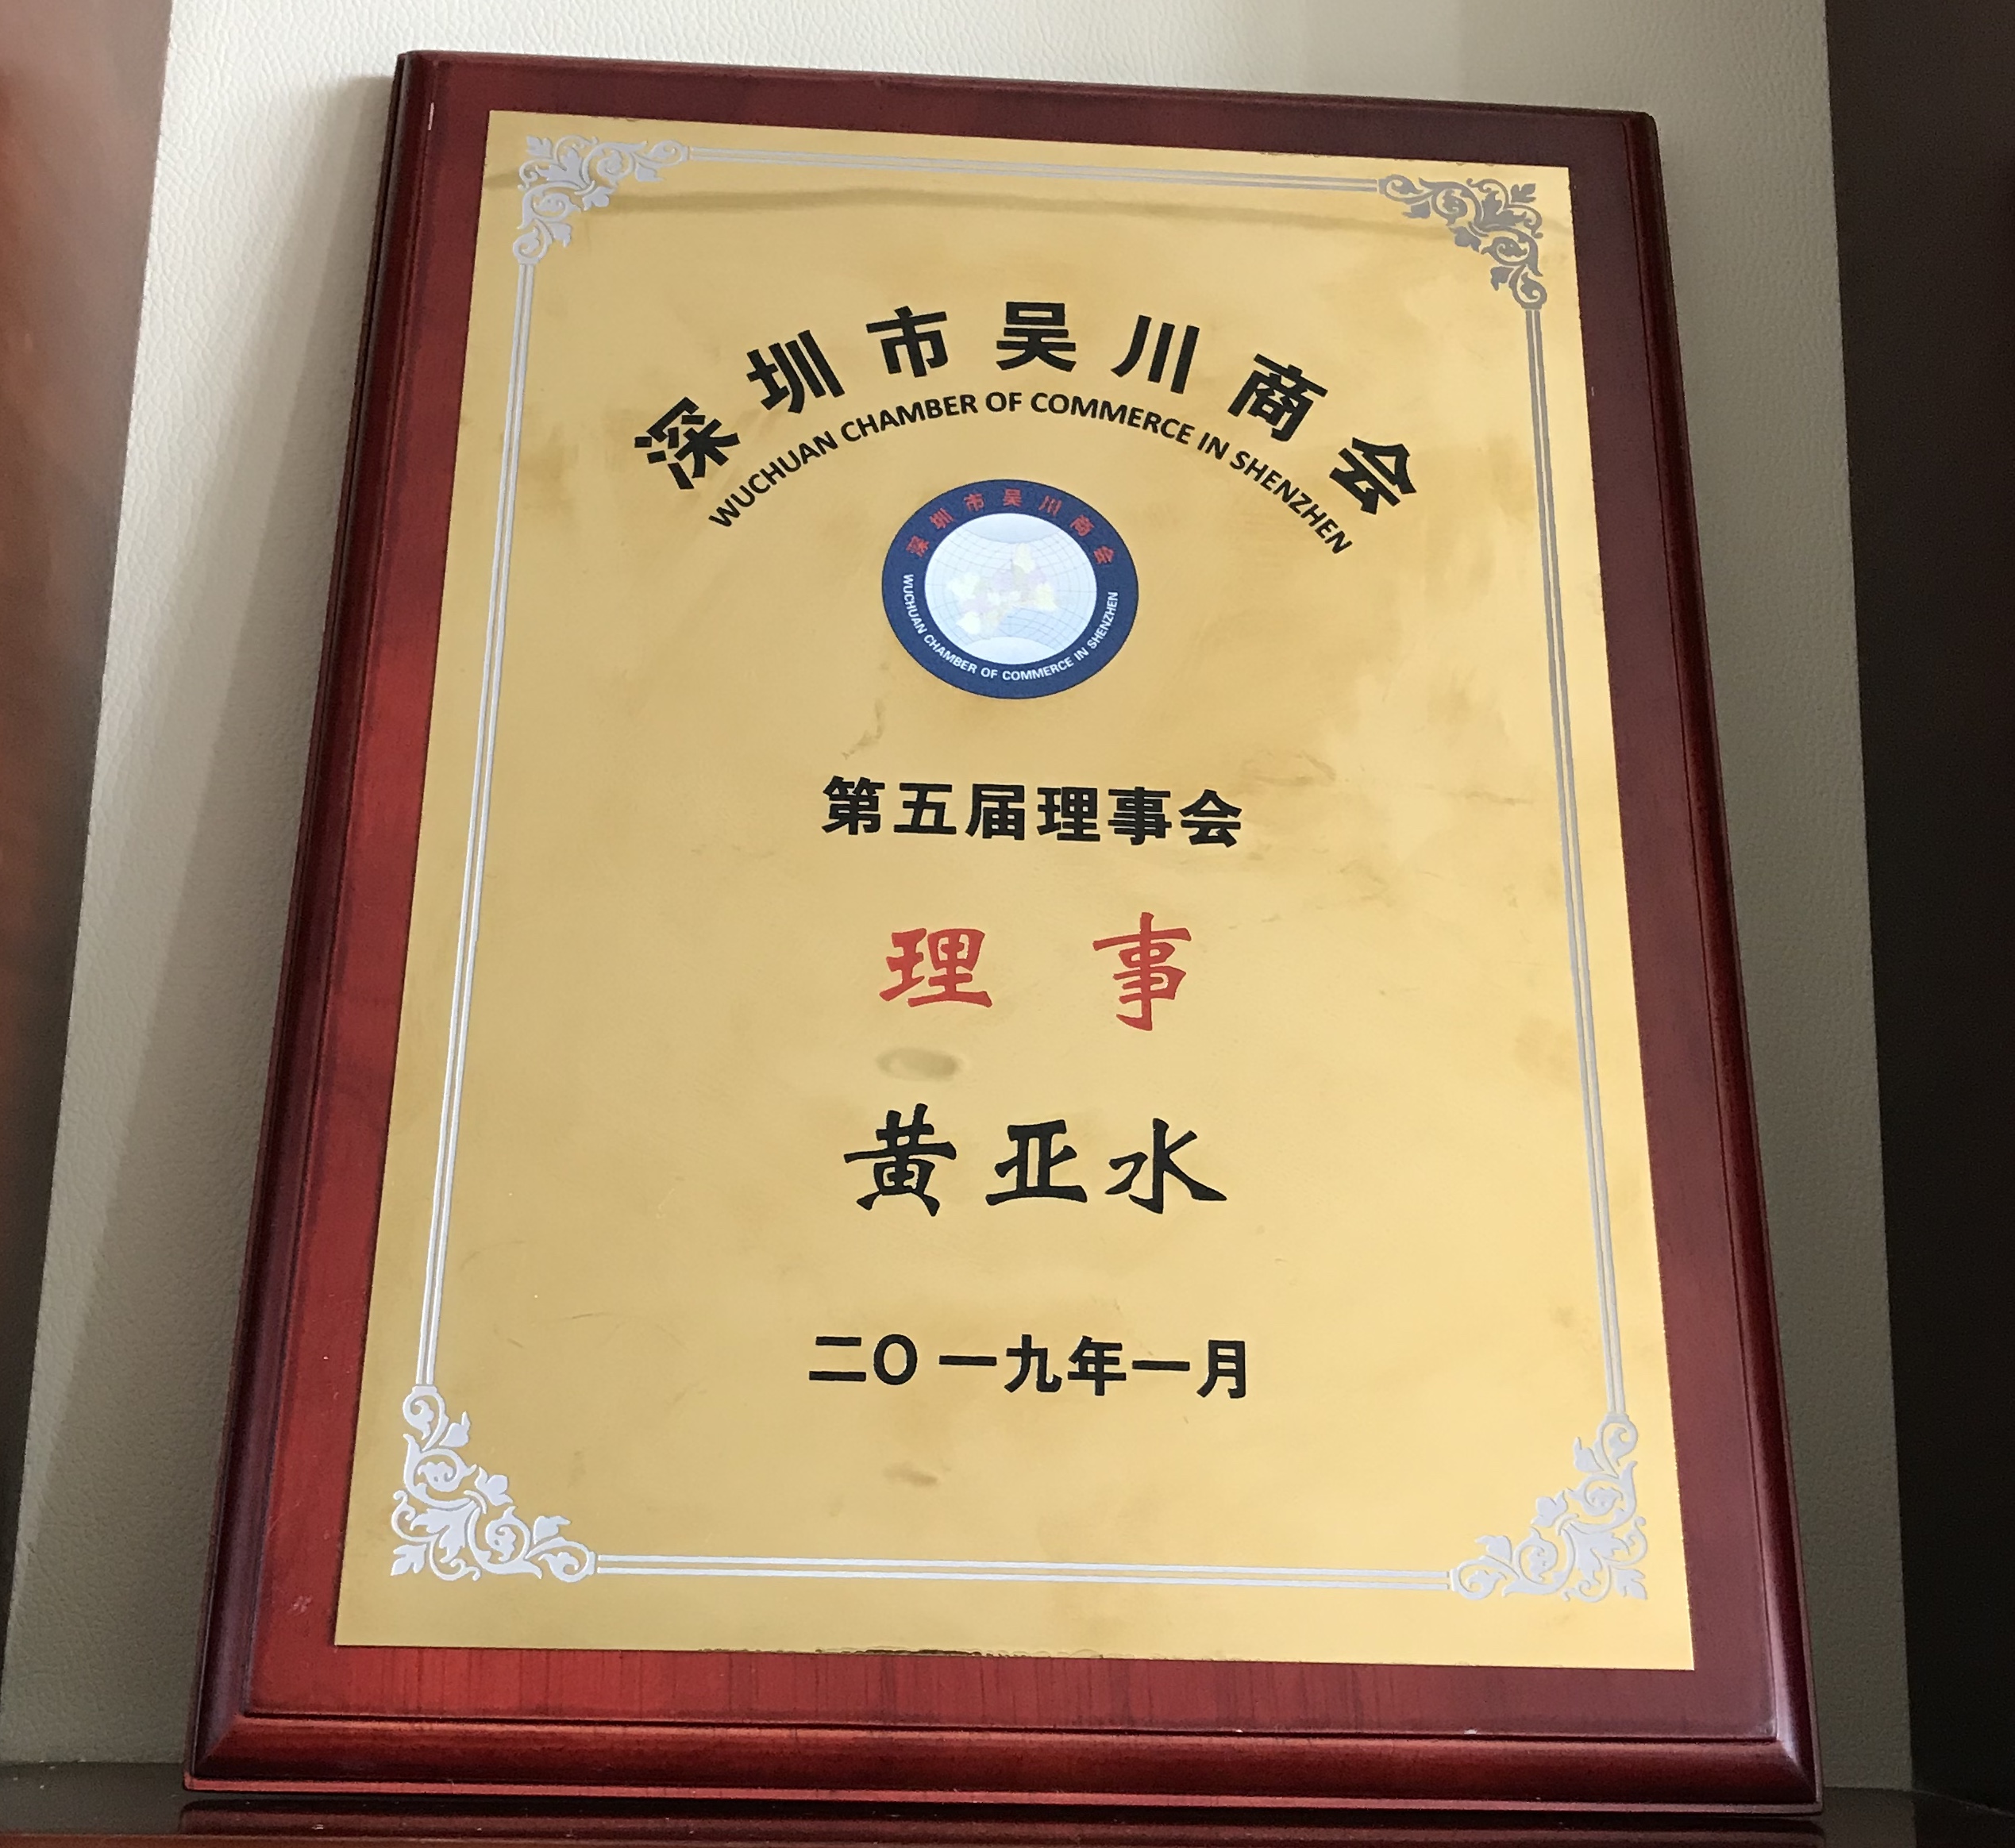 深圳市吴川商会
WUCHUAN CHAMBER OF COMMERCE IN SHENZHEN
深圳市吴川商会
WUCHUAN CHAMBER OF COMMERCE IN SHENZHEN
第五届理事会
理 事
黄亚水
二〇一九年一月